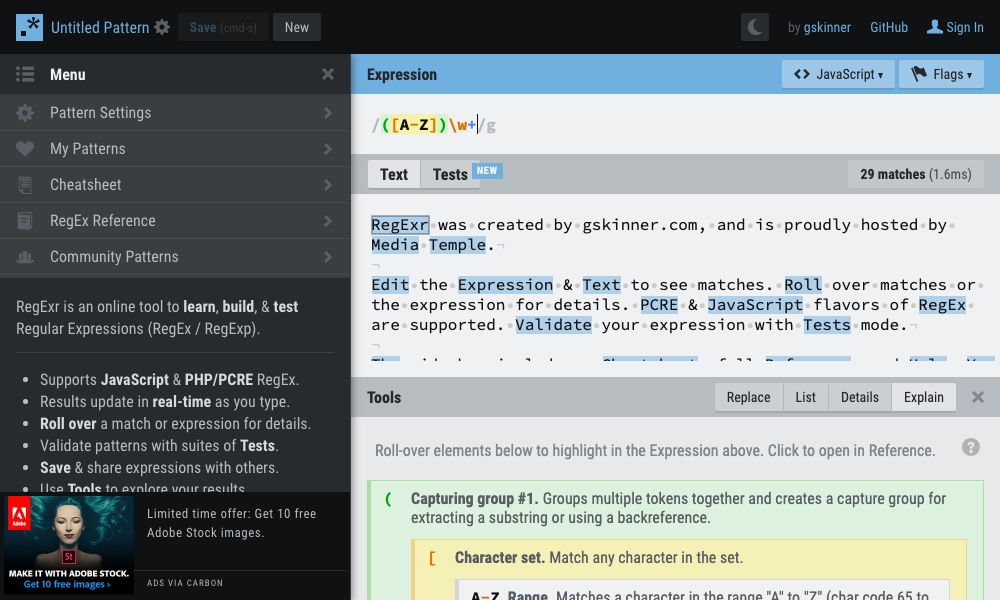 .* Untitled Pattern Save (cmd-s) New by gskinner GitHub Sign In
Menu
Pattern Settings
My Patterns
Cheatsheet
RegEx Reference
Community Patterns
RegExr is an online tool to learn, build, & test
Regular Expressions (RegEx / RegExp).
• Supports JavaScript & PHP/PCRE RegEx.
• Results update in real-time as you type.
• Roll over a match or expression for details.
• Validate patterns with suites of Tests.
• Save & share expressions with others.
• Use Tools to explore your results.
Adobe
St
MAKE IT WITH ADOBE STOCK.
Get 10 free images ›
Limited time offer: Get 10 free
Adobe Stock images.
ADS VIA CARBON
Expression
<> JavaScript ▾ Flags ▾
/([A-Z])\w+/g
Text Tests NEW 29 matches (1.6ms)
RegExr was created by gskinner.com, and is proudly hosted by
Media Temple.
Edit the Expression & Text to see matches. Roll over matches or
the expression for details. PCRE & JavaScript flavors of RegEx
are supported. Validate your expression with Tests mode.
Tools Replace List Details Explain
Roll-over elements below to highlight in the Expression above. Click to open in Reference. ?
( Capturing group #1. Groups multiple tokens together and creates a capture group for
extracting a substring or using a backreference.
[ Character set. Match any character in the set.
A-Z Range. Matches a character in the range "A" to "Z" (char code 65 to